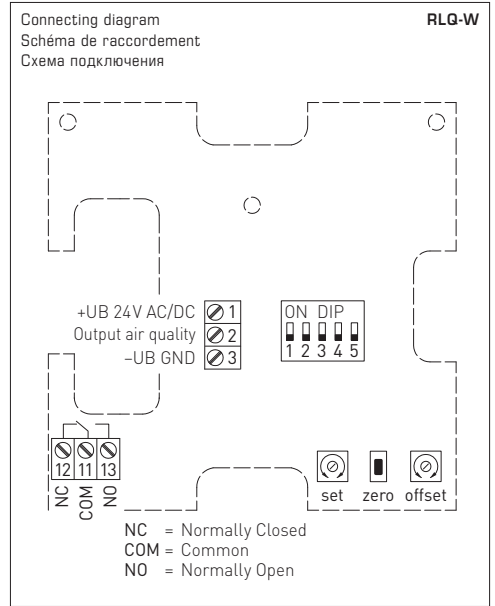 Connecting diagram RLQ-W
Schéma de raccordement
Схема подключения
+UB 24V AC/DC 1
Output air quality 2
–UB GND 3
ON DIP
1 2 3 4 5
12 11 13
NC COM NO
set zero offset
NC = Normally Closed
COM = Common
NO = Normally Open